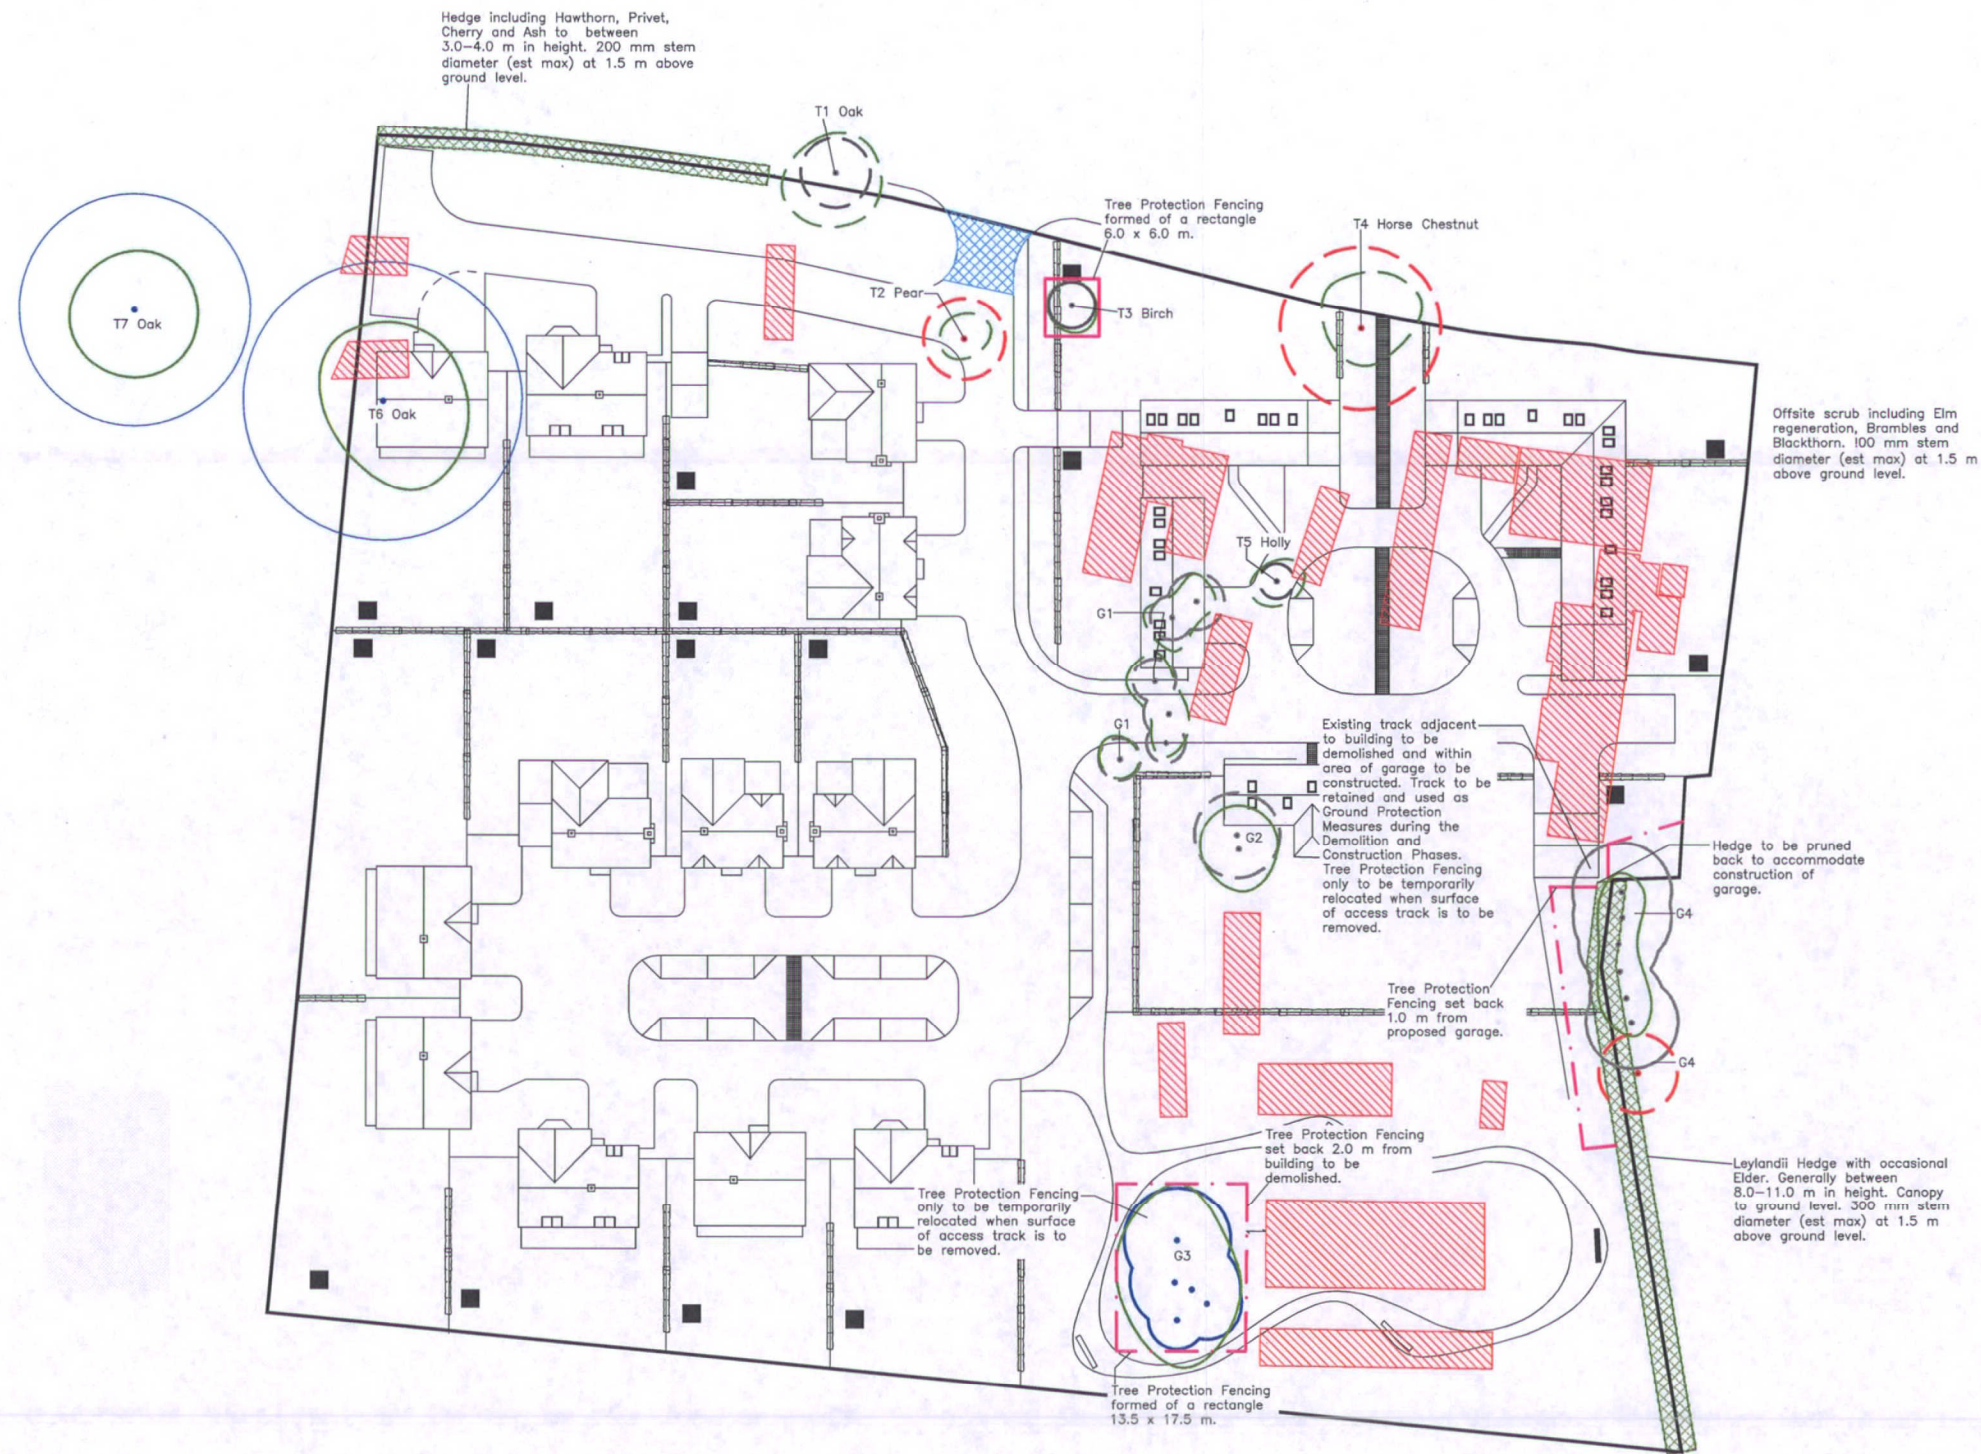 Hedge including Hawthorn, Privet,
Cherry and Ash to between
3.0-4.0 m in height. 200 mm stem
diameter (est max) at 1.5 m above
ground level.
T1 Oak
Tree Protection Fencing
formed of a rectangle
6.0 x 6.0 m.
T4 Horse Chestnut
T2 Pear
T3 Birch
T7 Oak
T6 Oak
Offsite scrub including Elm
regeneration, Brambles and
Blackthorn. 100 mm stem
diameter (est max) at 1.5 m
above ground level.
T5 Holly
G1
G1
Existing track adjacent
to building to be
demolished and within
area of garage to be
constructed. Track to be
retained and used as
Ground Protection
Measures during the
Demolition and
Construction Phases.
Tree Protection Fencing
only to be temporarily
relocated when surface
of access track is to be
removed.
G2
Hedge to be pruned
back to accommodate
construction of
garage.
G4
Tree Protection
Fencing set back
1.0 m from
proposed garage.
G4
Tree Protection Fencing
set back 2.0 m from
building to be
demolished.
Leylandii Hedge with occasional
Elder. Generally between
8.0-11.0 m in height. Canopy
to ground level. 300 mm stem
diameter (est max) at 1.5 m
above ground level.
Tree Protection Fencing
only to be temporarily
relocated when surface
of access track is to
be removed.
G3
Tree Protection Fencing
formed of a rectangle
13.5 x 17.5 m.